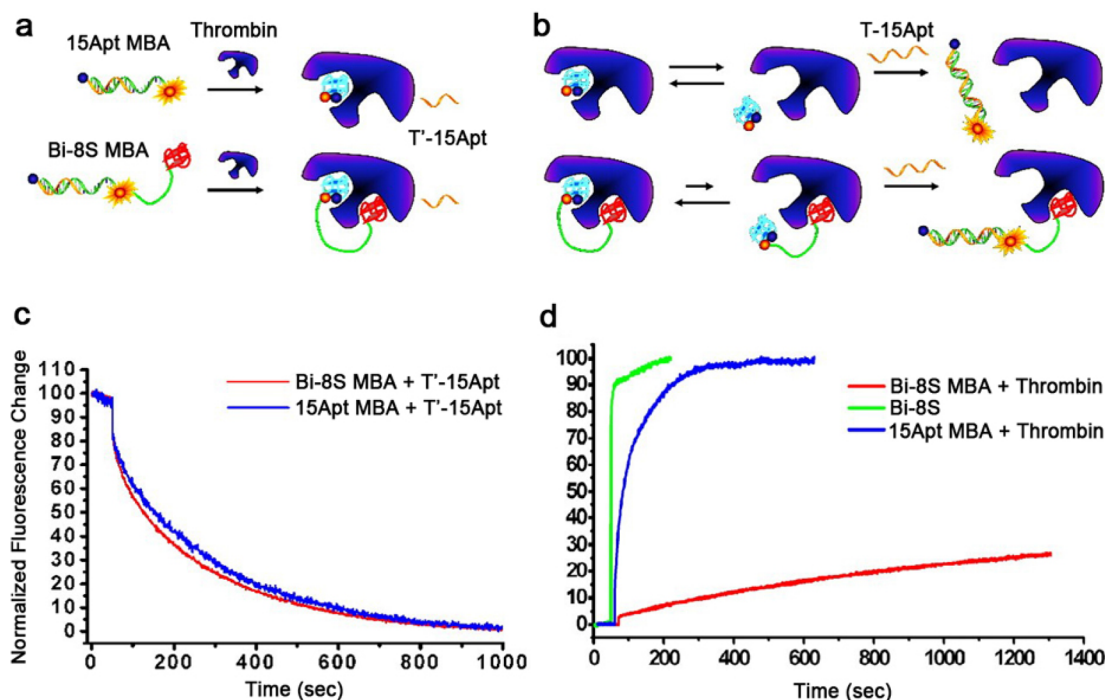 a
15Apt MBA
Thrombin
T'-15Apt
Bi-8S MBA
b
T-15Apt
c
Normalized Fluorescence Change
110
100
90
80
70
60
50
40
30
20
10
0
Bi-8S MBA + T'-15Apt
15Apt MBA + T'-15Apt
0 200 400 600 800 1000
Time (sec)
d
100
90
80
70
60
50
40
30
20
10
0
Bi-8S MBA + Thrombin
Bi-8S
15Apt MBA + Thrombin
0 200 400 600 800 1000 1200 1400
Time (sec)